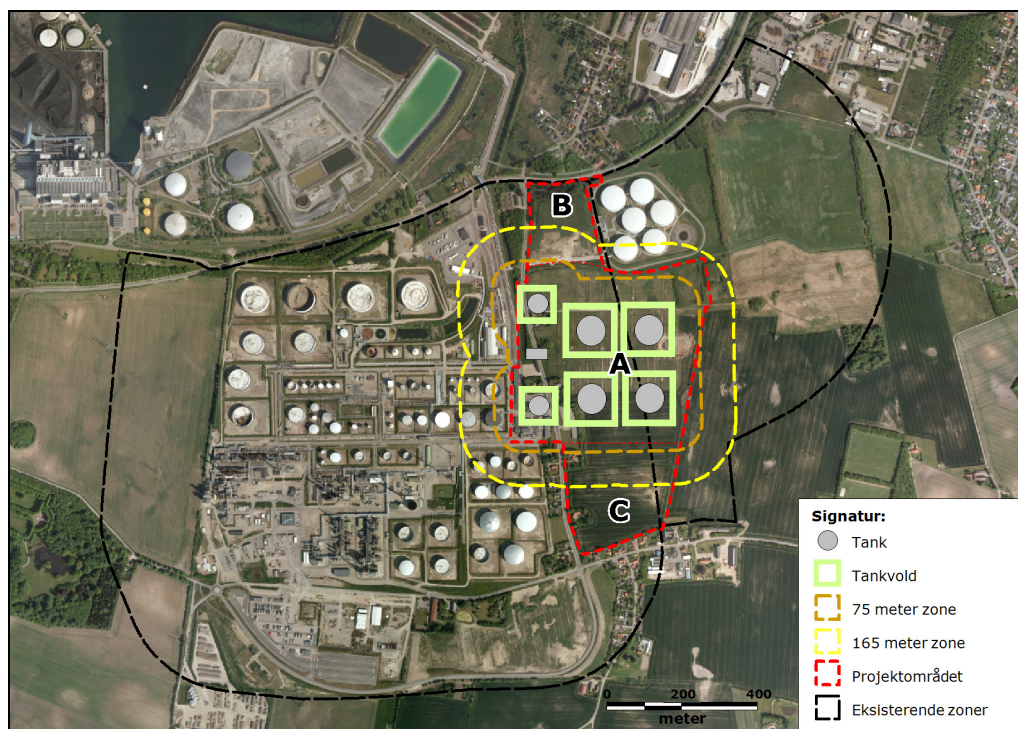 B
A
C
Signatur:
Tank
Tankvold
75 meter zone
165 meter zone
Projektområdet
Eksisterende zoner
0 200 400
meter